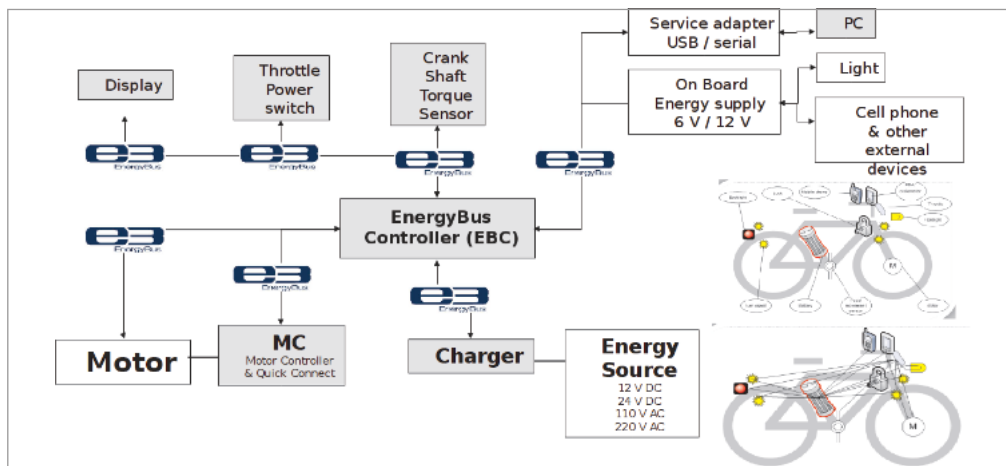 Service adapter
USB / serial
PC
Display
Throttle
Power
switch
Crank
Shaft
Torque
Sensor
On Board
Energy supply
6 V / 12 V
Light
Cell phone
& other
external
devices
EnergyBus
EnergyBus
EnergyBus
EnergyBus
EnergyBus
Controller (EBC)
EnergyBus
EnergyBus
EnergyBus
Motor
MC
Motor Controller
& Quick Connect
Charger
Energy
Source
12 V DC
24 V DC
110 V AC
220 V AC
M
M